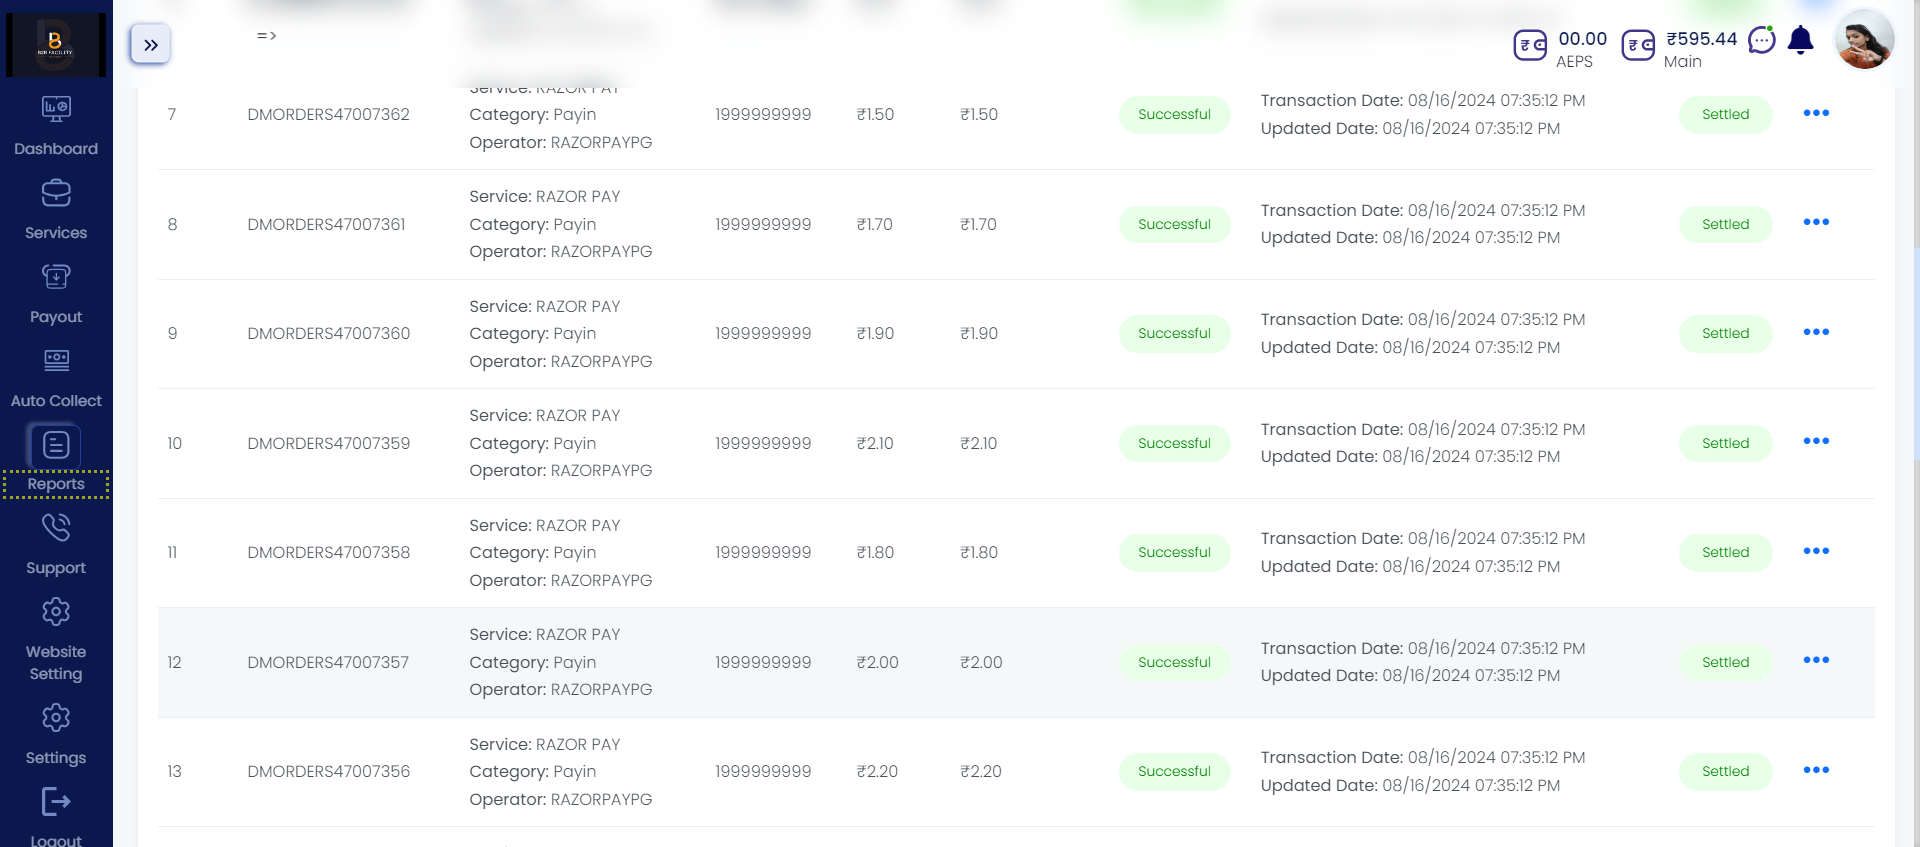 B2B FACILITY
=>
00.00
AEPS
₹595.44
Main
Dashboard
Services
Payout
Auto Collect
Reports
Support
Website
Setting
Settings
Logout
Service: RAZOR PAY
7 DMORDERS47007362 Category: Payin 1999999999 ₹1.50 ₹1.50 Successful Transaction Date: 08/16/2024 07:35:12 PM Settled
Operator: RAZORPAYPG Updated Date: 08/16/2024 07:35:12 PM
Service: RAZOR PAY
8 DMORDERS47007361 Category: Payin 1999999999 ₹1.70 ₹1.70 Successful Transaction Date: 08/16/2024 07:35:12 PM Settled
Operator: RAZORPAYPG Updated Date: 08/16/2024 07:35:12 PM
Service: RAZOR PAY
9 DMORDERS47007360 Category: Payin 1999999999 ₹1.90 ₹1.90 Successful Transaction Date: 08/16/2024 07:35:12 PM Settled
Operator: RAZORPAYPG Updated Date: 08/16/2024 07:35:12 PM
Service: RAZOR PAY
10 DMORDERS47007359 Category: Payin 1999999999 ₹2.10 ₹2.10 Successful Transaction Date: 08/16/2024 07:35:12 PM Settled
Operator: RAZORPAYPG Updated Date: 08/16/2024 07:35:12 PM
Service: RAZOR PAY
11 DMORDERS47007358 Category: Payin 1999999999 ₹1.80 ₹1.80 Successful Transaction Date: 08/16/2024 07:35:12 PM Settled
Operator: RAZORPAYPG Updated Date: 08/16/2024 07:35:12 PM
Service: RAZOR PAY
12 DMORDERS47007357 Category: Payin 1999999999 ₹2.00 ₹2.00 Successful Transaction Date: 08/16/2024 07:35:12 PM Settled
Operator: RAZORPAYPG Updated Date: 08/16/2024 07:35:12 PM
Service: RAZOR PAY
13 DMORDERS47007356 Category: Payin 1999999999 ₹2.20 ₹2.20 Successful Transaction Date: 08/16/2024 07:35:12 PM Settled
Operator: RAZORPAYPG Updated Date: 08/16/2024 07:35:12 PM